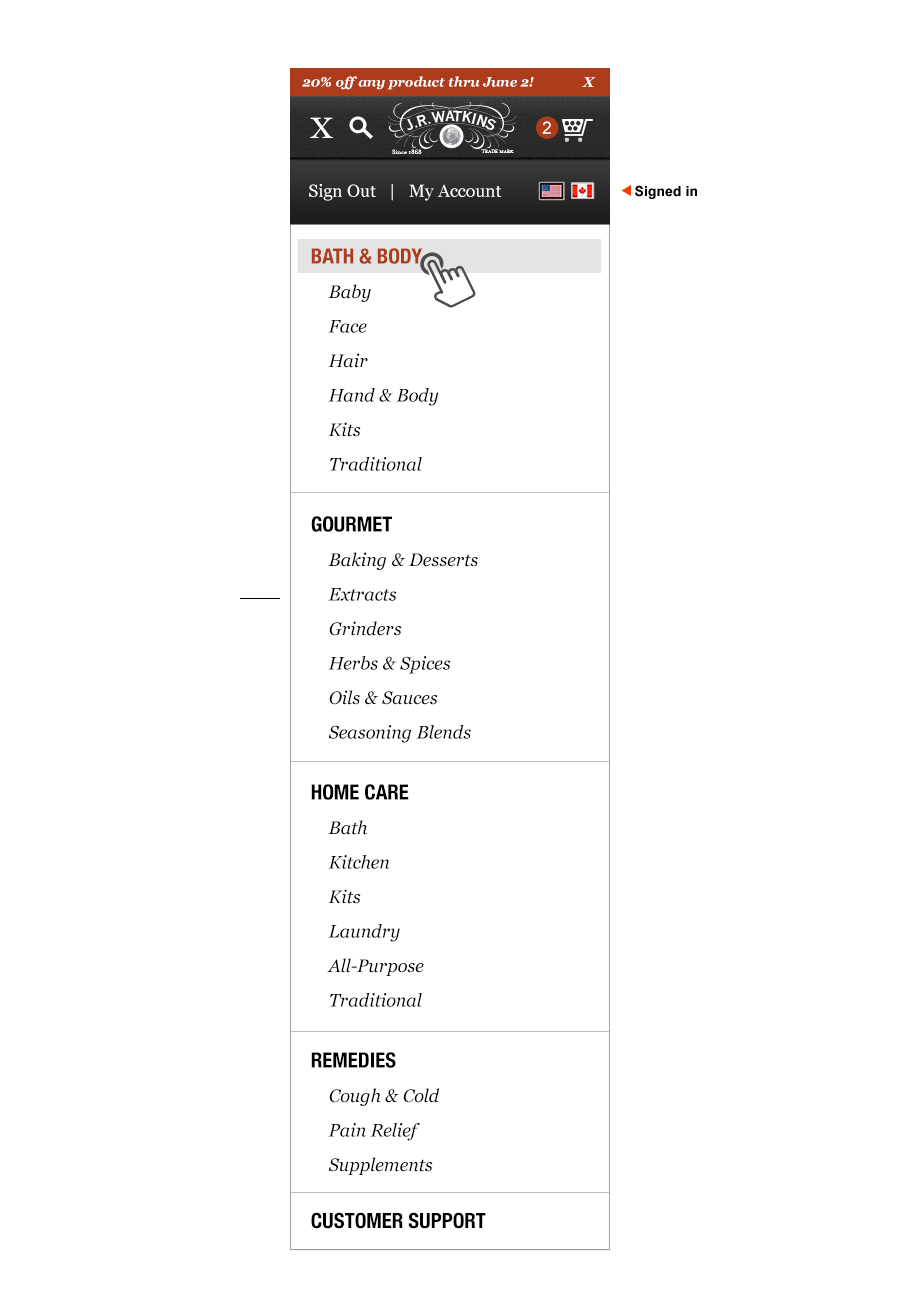 20% off any product thru June 2! X
X J.R. WATKINS 2
Since 1868 TRADE MARK
Sign Out | My Account Signed in
BATH & BODY
Baby
Face
Hair
Hand & Body
Kits
Traditional
GOURMET
Baking & Desserts
Extracts
Grinders
Herbs & Spices
Oils & Sauces
Seasoning Blends
HOME CARE
Bath
Kitchen
Kits
Laundry
All-Purpose
Traditional
REMEDIES
Cough & Cold
Pain Relief
Supplements
CUSTOMER SUPPORT